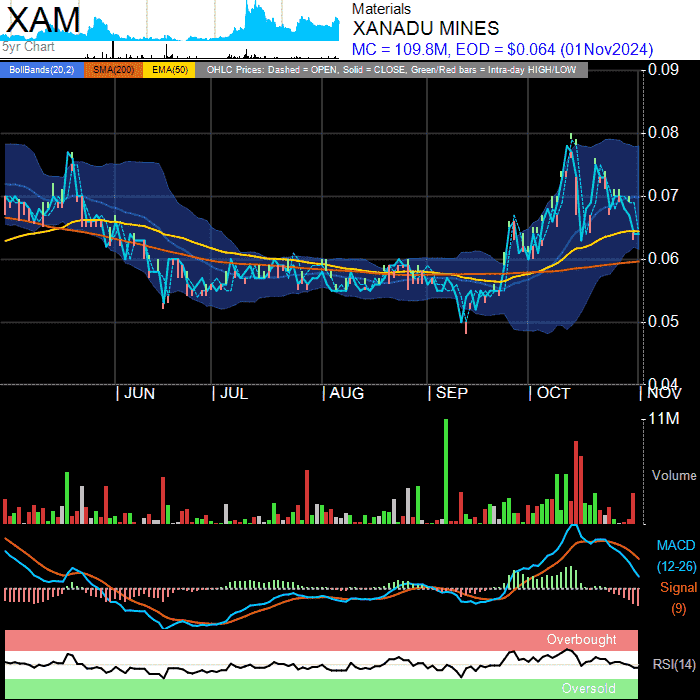 XAM
5yr Chart
Materials
XANADU MINES
MC = 109.8M, EOD = $0.064 (01Nov2024)
BollBands(20,2) SMA(200) EMA(50) OHLC Prices: Dashed = OPEN, Solid = CLOSE, Green/Red bars = Intra-day HIGH/LOW
0.09
0.08
0.07
0.06
0.05
0.04
JUN JUL AUG SEP OCT NOV
11M
Volume
MACD
(12-26)
Signal
(9)
Overbought
RSI(14)
Oversold